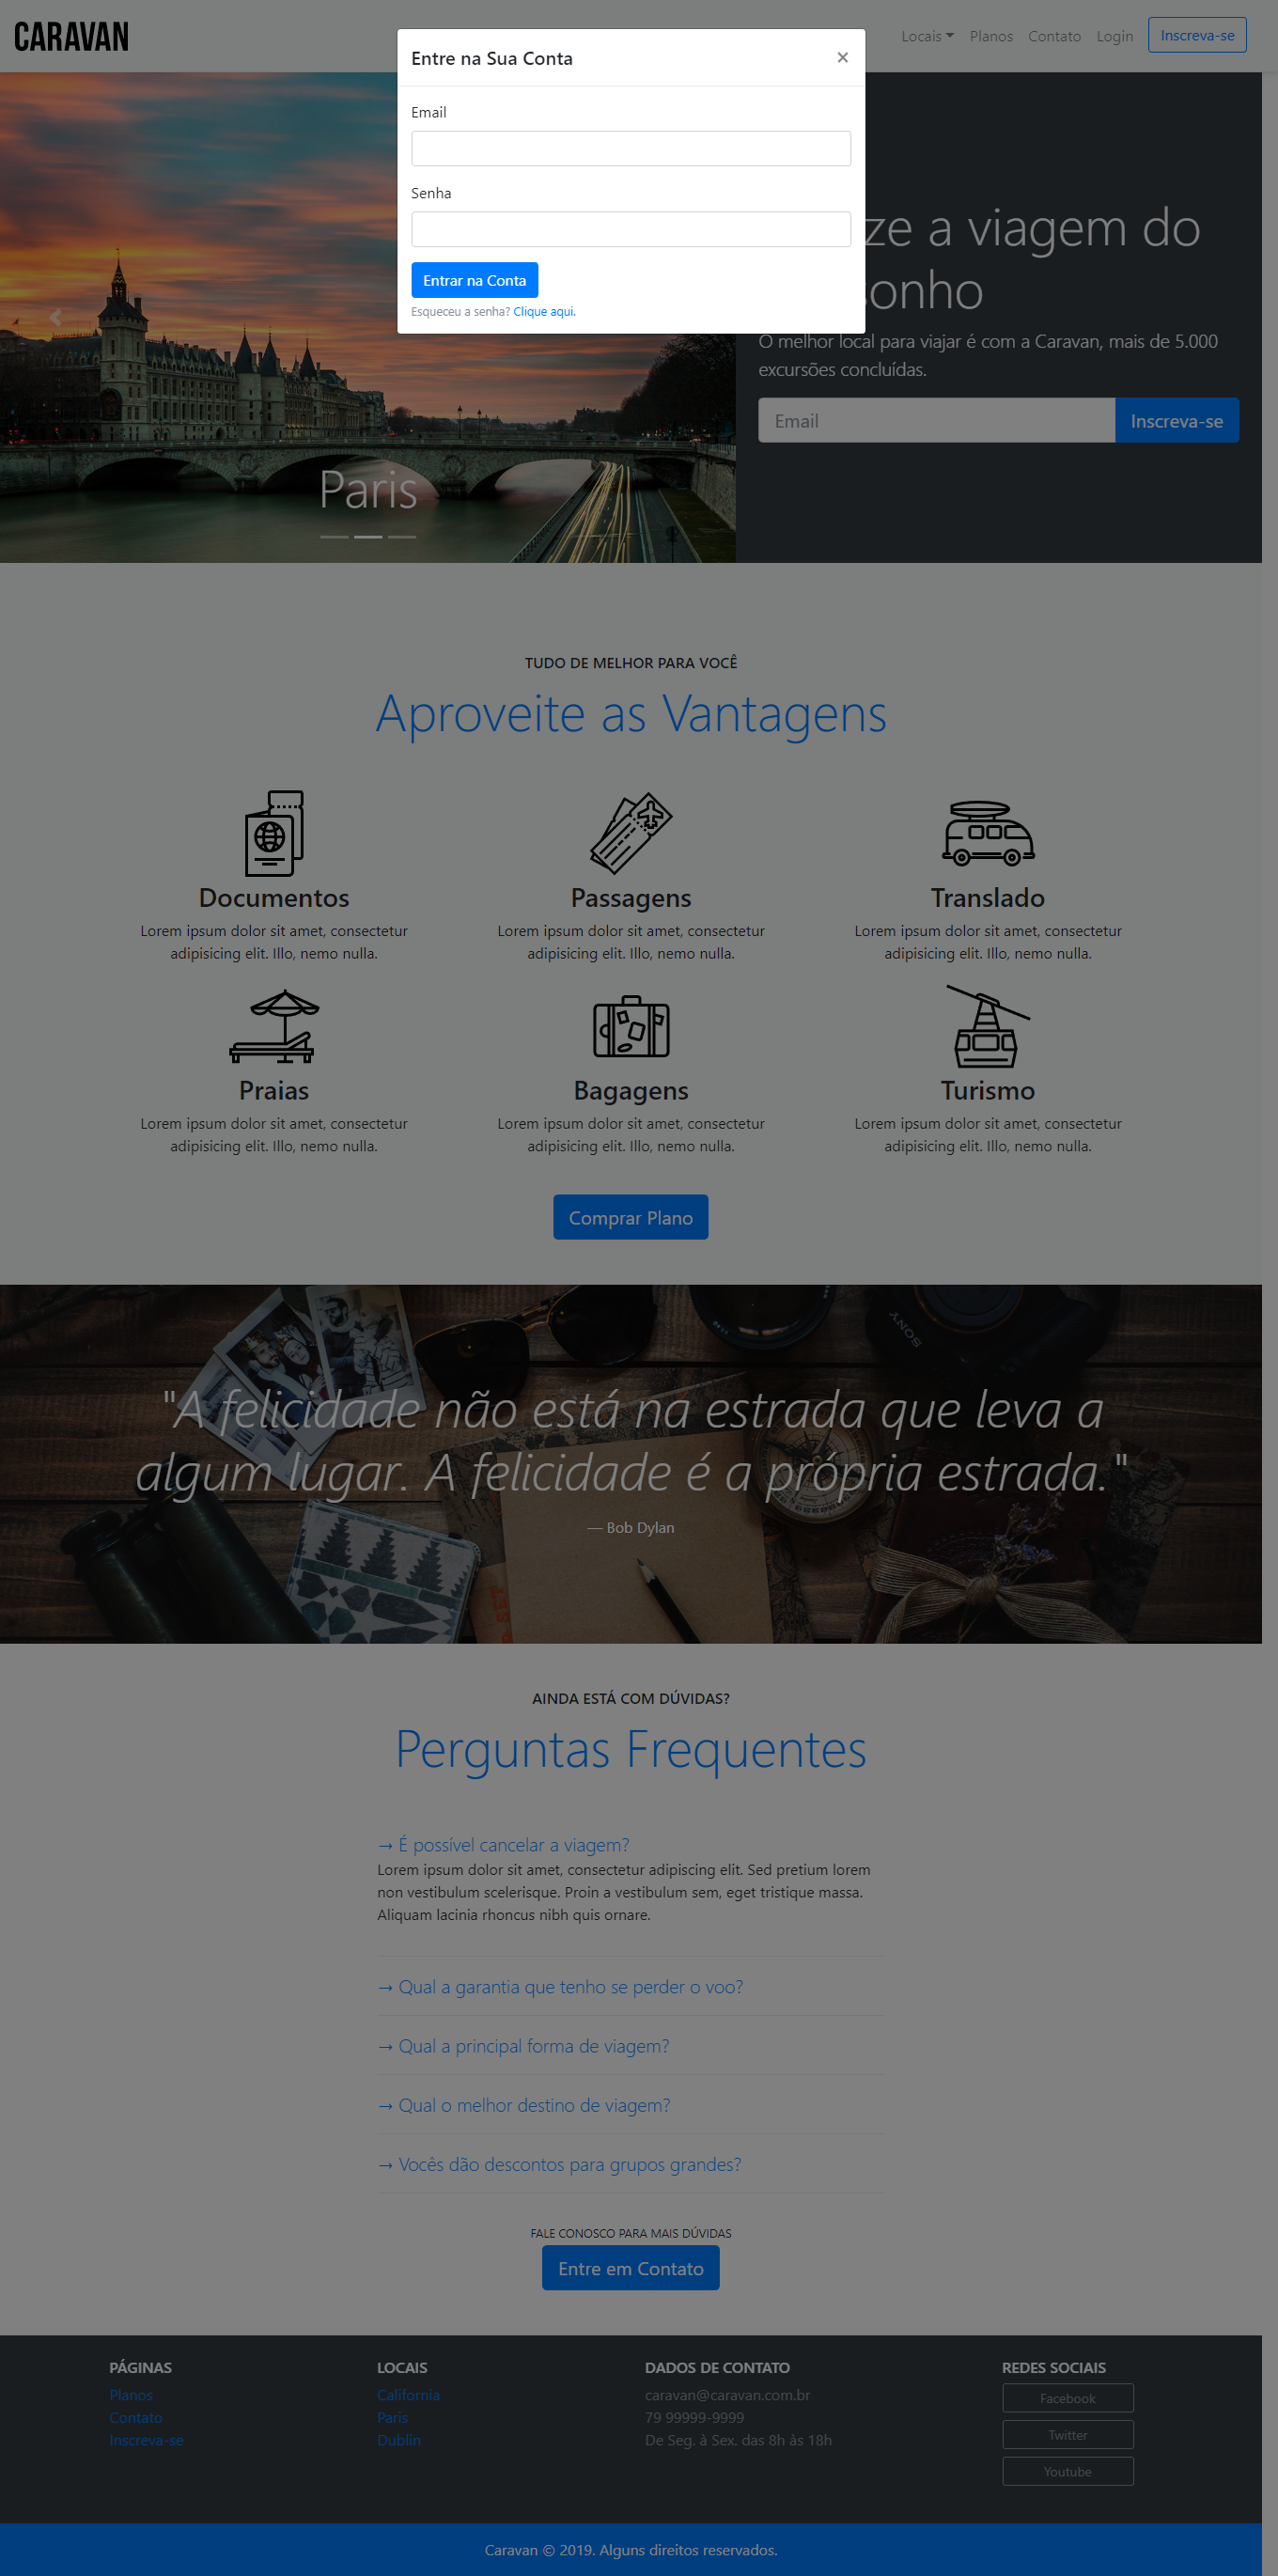 CARAVAN
Locais
Planos
Contato
Login
Inscreva-se
Entre na Sua Conta
×
Email
Senha
Entrar na Conta
Esqueceu a senha? Clique aqui.
ze a viagem do
sonho
O melhor local para viajar é com a Caravan, mais de 5.000
excursões concluídas.
Email
Inscreva-se
Paris
TUDO DE MELHOR PARA VOCÊ
Aproveite as Vantagens
Documentos
Lorem ipsum dolor sit amet, consectetur
adipisicing elit. Illo, nemo nulla.
Passagens
Lorem ipsum dolor sit amet, consectetur
adipisicing elit. Illo, nemo nulla.
Translado
Lorem ipsum dolor sit amet, consectetur
adipisicing elit. Illo, nemo nulla.
Praias
Lorem ipsum dolor sit amet, consectetur
adipisicing elit. Illo, nemo nulla.
Bagagens
Lorem ipsum dolor sit amet, consectetur
adipisicing elit. Illo, nemo nulla.
Turismo
Lorem ipsum dolor sit amet, consectetur
adipisicing elit. Illo, nemo nulla.
Comprar Plano
SONY
"A felicidade não está na estrada que leva a
algum lugar. A felicidade é a própria estrada."
— Bob Dylan
AINDA ESTÁ COM DÚVIDAS?
Perguntas Frequentes
→ É possível cancelar a viagem?
Lorem ipsum dolor sit amet, consectetur adipiscing elit. Sed pretium lorem
non vestibulum scelerisque. Proin a vestibulum sem, eget tristique massa.
Aliquam lacinia rhoncus nibh quis ornare.
→ Qual a garantia que tenho se perder o voo?
→ Qual a principal forma de viagem?
→ Qual o melhor destino de viagem?
→ Vocês dão descontos para grupos grandes?
FALE CONOSCO PARA MAIS DÚVIDAS
Entre em Contato
PÁGINAS
Planos
Contato
Inscreva-se
LOCAIS
California
Paris
Dublin
DADOS DE CONTATO
caravan@caravan.com.br
79 99999-9999
De Seg. à Sex. das 8h às 18h
REDES SOCIAIS
Facebook
Twitter
Youtube
Caravan © 2019. Alguns direitos reservados.